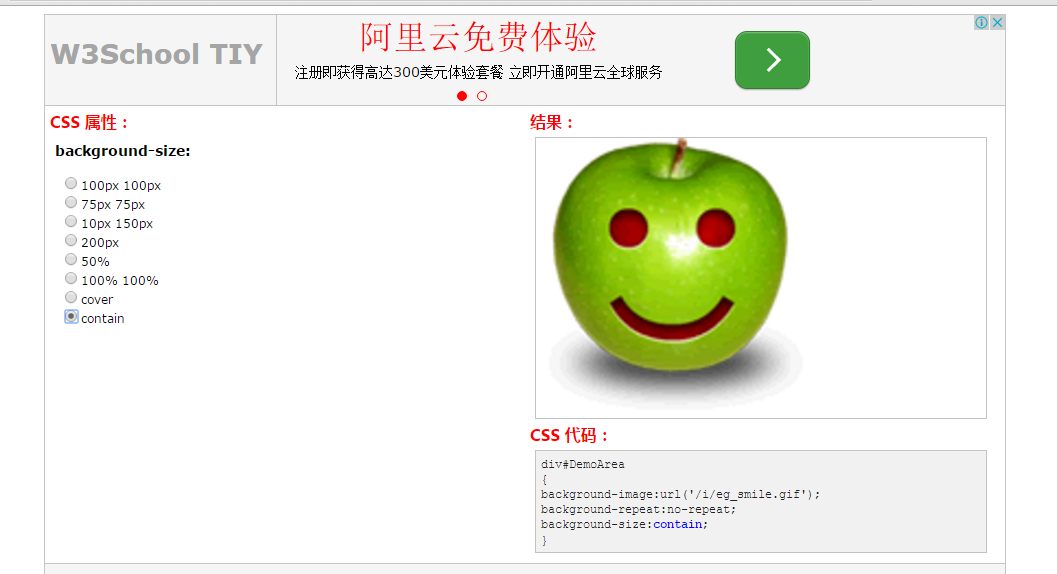 W3School TIY
阿里云免费体验
注册即获得高达300美元体验套餐 立即开通阿里云全球服务
CSS 属性：
background-size:
100px 100px
75px 75px
10px 150px
200px
50%
100% 100%
cover
contain
结果：
CSS 代码：
div#DemoArea
{
background-image:url('/i/eg_smile.gif');
background-repeat:no-repeat;
background-size:contain;
}